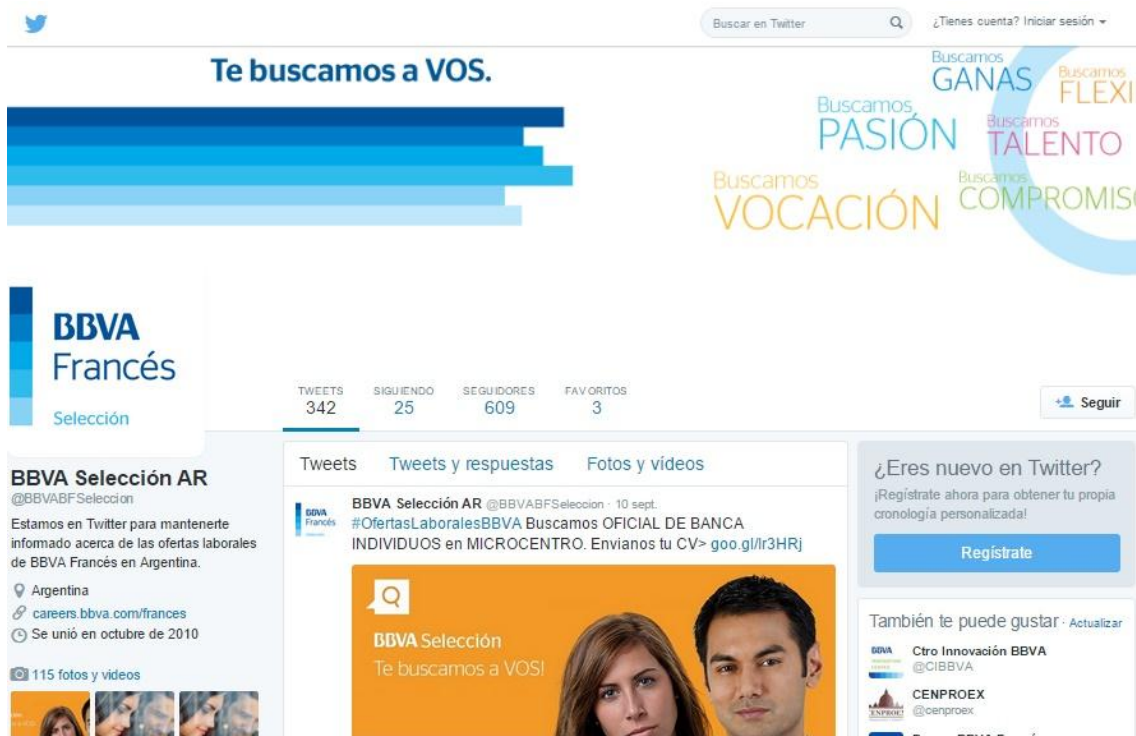 Buscar en Twitter
¿Tienes cuenta? Iniciar sesión
Te buscamos a VOS.
Buscamos
GANAS
Buscamos
FLEXI
Buscamos
PASIÓN
Buscamos
TALENTO
Buscamos
VOCACIÓN
Buscamos
COMPROMISO
BBVA
Francés
Selección
TWEETS
342
SIGUIENDO
25
SEGUIDORES
609
FAVORITOS
3
Seguir
BBVA Selección AR
@BBVABFSeleccion
Estamos en Twitter para mantenerte
informado acerca de las ofertas laborales
de BBVA Francés en Argentina.
Argentina
careers.bbva.com/frances
Se unió en octubre de 2010
115 fotos y videos
Tweets Tweets y respuestas Fotos y vídeos
BBVA
Francés
BBVA Selección AR @BBVABFSeleccion · 10 sept.
#OfertasLaboralesBBVA Buscamos OFICIAL DE BANCA
INDIVIDUOS en MICROCENTRO. Envianos tu CV> goo.gl/lr3HRj
BBVA Selección
Te buscamos a VOS!
¿Eres nuevo en Twitter?
¡Regístrate ahora para obtener tu propia
cronología personalizada!
Regístrate
También te puede gustar · Actualizar
BBVA
Ctro Innovación BBVA
@CIBBVA
CENPROEX
@cenproex